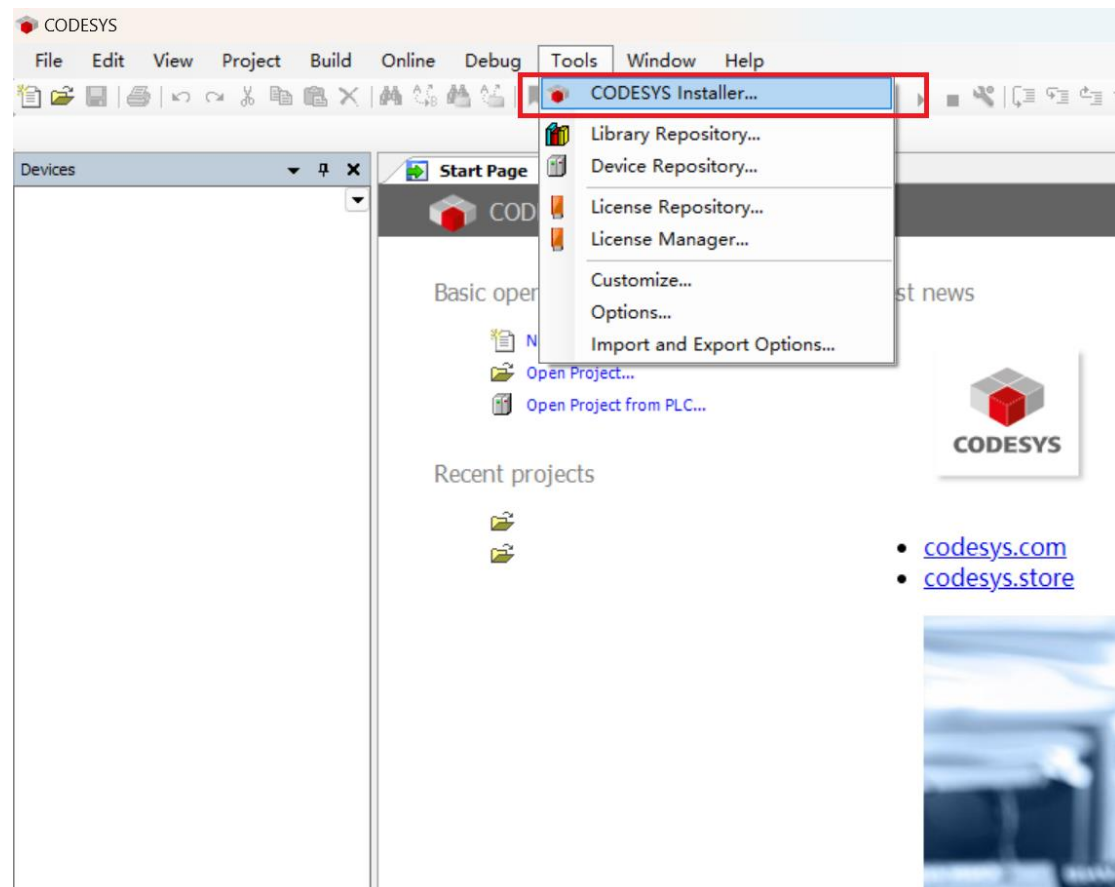 CODESYS
File Edit View Project Build Online Debug Tools Window Help
CODESYS Installer...
Library Repository...
Device Repository...
License Repository...
License Manager...
Customize...
Options...
Import and Export Options...
Devices
Start Page
COD
Basic oper
N
Open Project...
Open Project from PLC...
Recent projects
st news
CODESYS
codesys.com
codesys.store